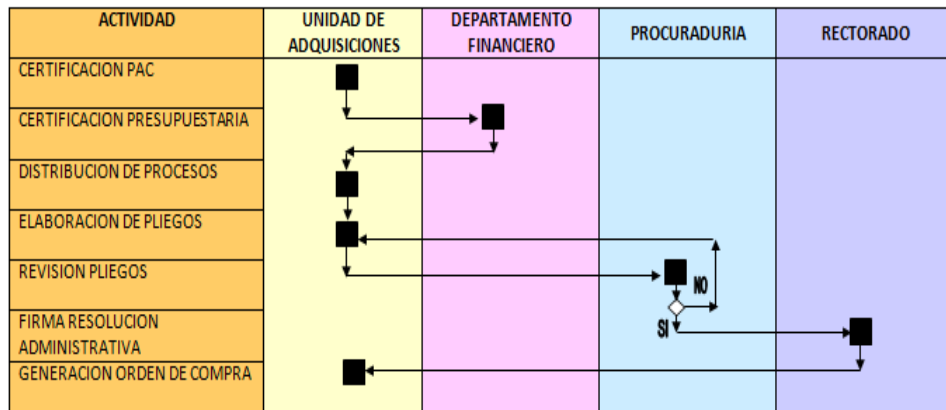 ACTIVIDAD
UNIDAD DE
ADQUISICIONES
DEPARTAMENTO
FINANCIERO
PROCURADURIA
RECTORADO
CERTIFICACION PAC
CERTIFICACION PRESUPUESTARIA
DISTRIBUCION DE PROCESOS
ELABORACION DE PLIEGOS
REVISION PLIEGOS
NO
SI
FIRMA RESOLUCION
ADMINISTRATIVA
GENERACION ORDEN DE COMPRA